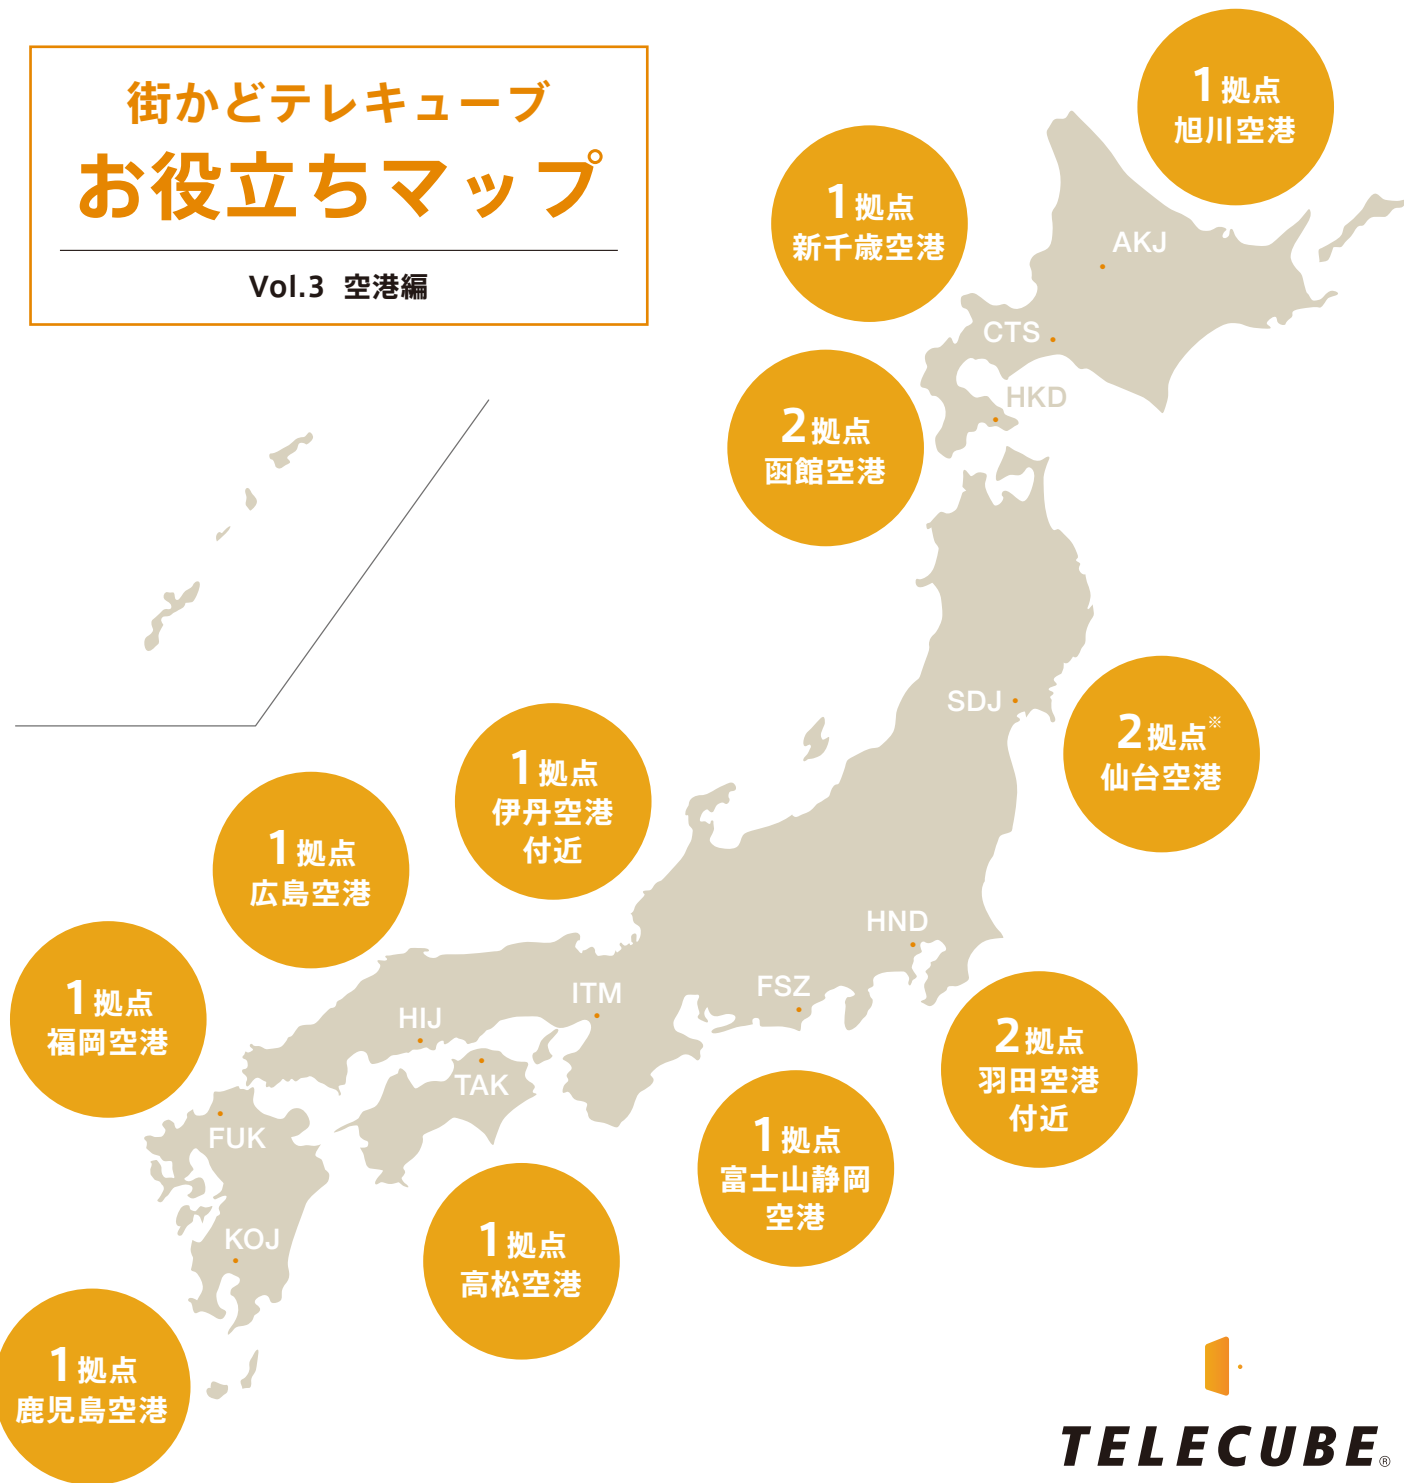 街かどテレキューブ
お役立ちマップ
Vol.3 空港編
1拠点
旭川空港
1拠点
新千歳空港
AKJ
CTS
HKD
2拠点
函館空港
SDJ
2拠点※
仙台空港
1拠点
伊丹空港
付近
1拠点
広島空港
HND
1拠点
福岡空港
ITM
FSZ
HIJ
TAK
2拠点
羽田空港
付近
FUK
1拠点
富士山静岡
空港
KOJ
1拠点
高松空港
1拠点
鹿児島空港
TELECUBE®